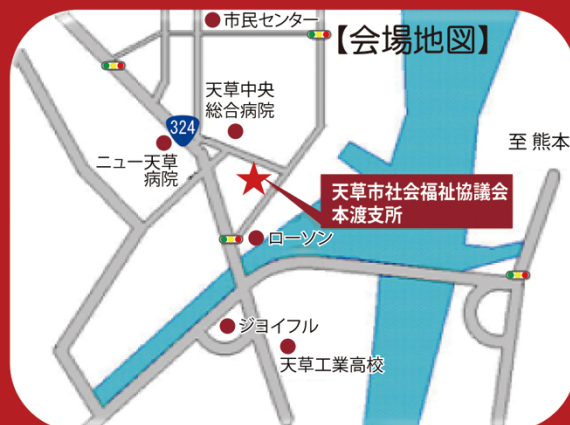 市民センター
【会場地図】
天草中央
総合病院
324
至 熊本
ニュー天草
病院
天草市社会福祉協議会
本渡支所
ローソン
ジョイフル
天草工業高校